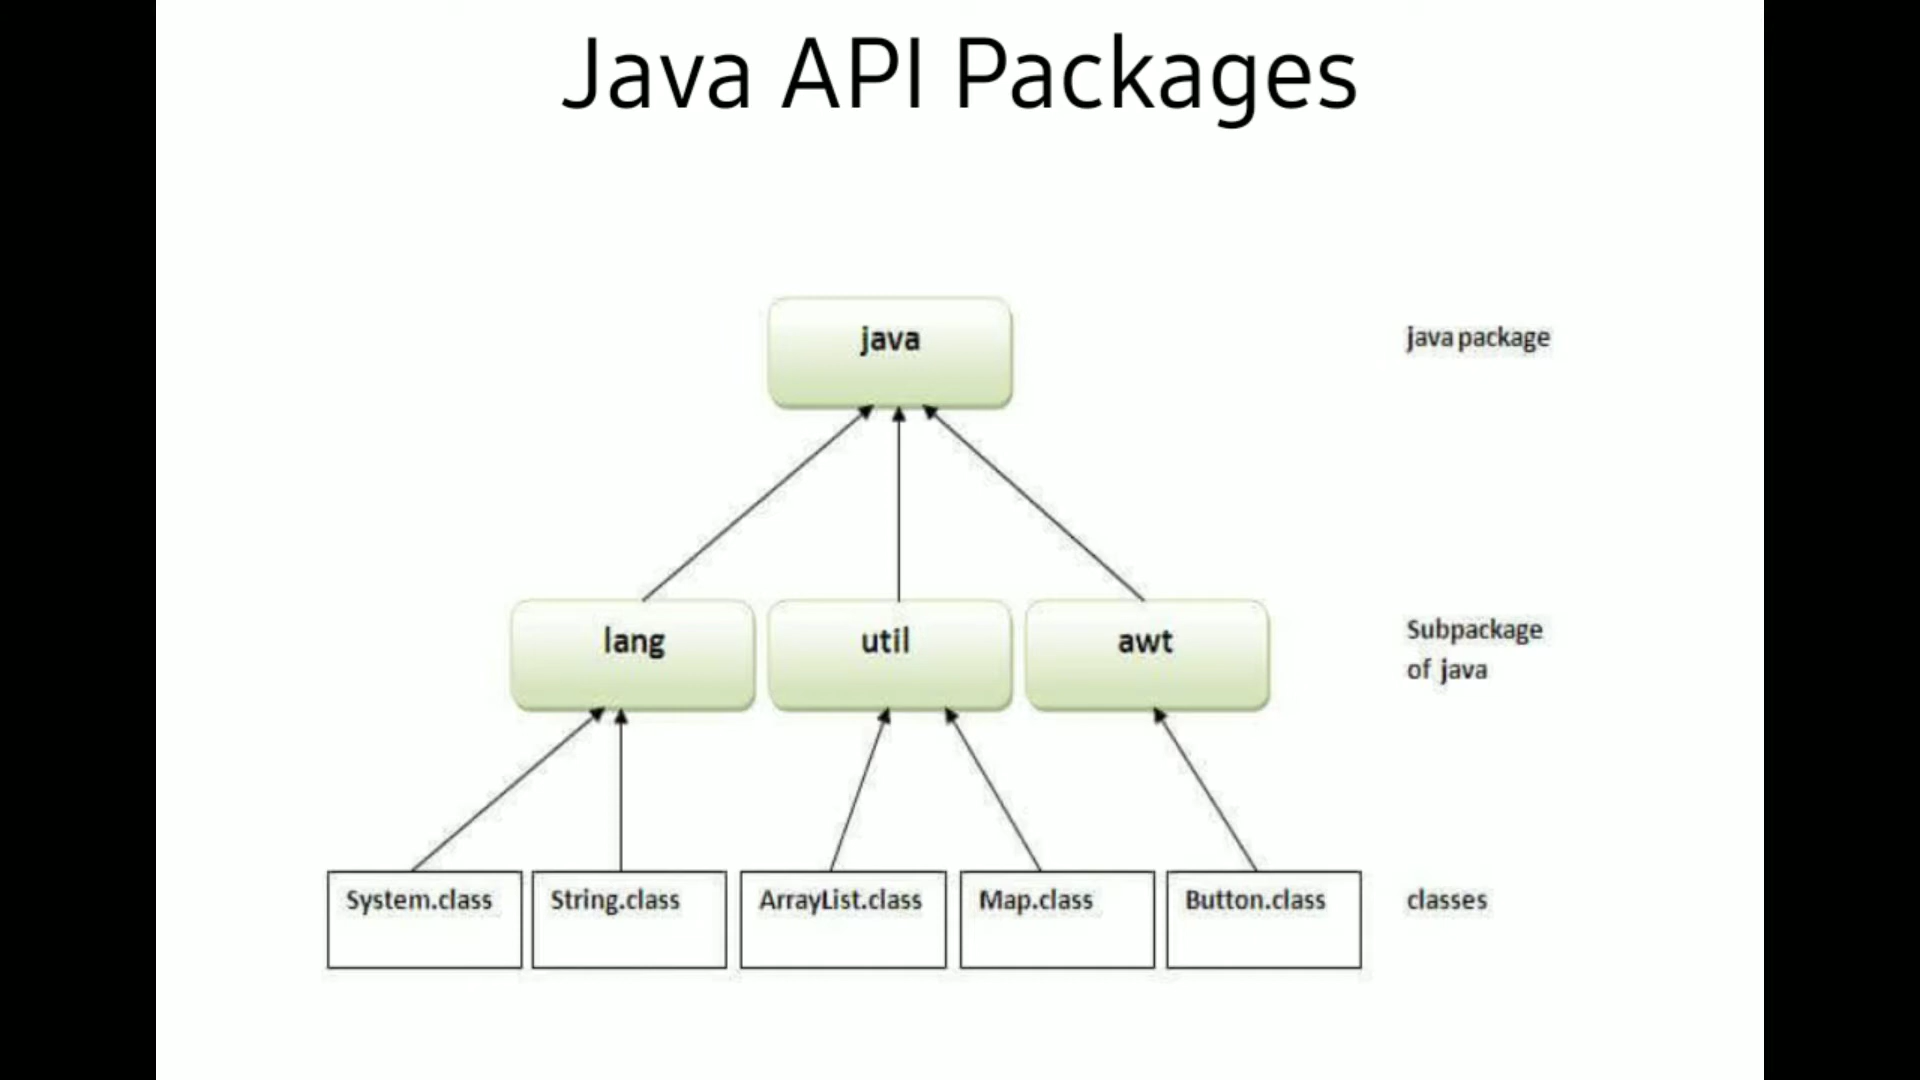 Java API Packages
java
java package
lang
util
awt
Subpackage
of java
System.class
String.class
ArrayList.class
Map.class
Button.class
classes